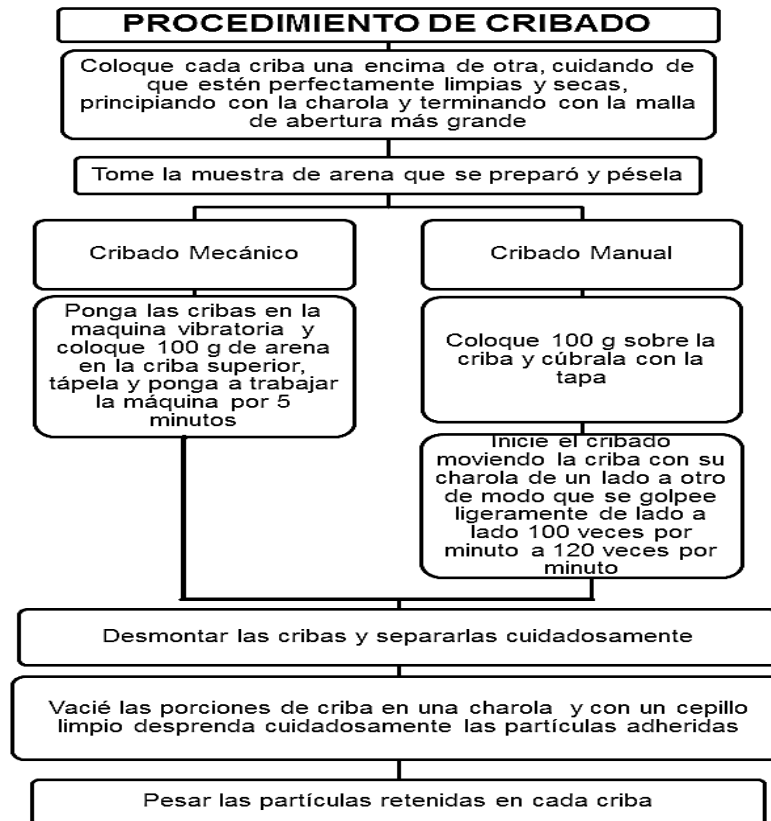 PROCEDIMIENTO DE CRIBADO
Coloque cada criba una encima de otra, cuidando de
que estén perfectamente limpias y secas,
principiando con la charola y terminando con la malla
de abertura más grande
Tome la muestra de arena que se preparó y pésela
Cribado Mecánico
Ponga las cribas en la
maquina vibratoria y
coloque 100 g de arena
en la criba superior,
tápela y ponga a trabajar
la máquina por 5
minutos
Cribado Manual
Coloque 100 g sobre la
criba y cúbrala con la
tapa
Inicie el cribado
moviendo la criba con su
charola de un lado a otro
de modo que se golpee
ligeramente de lado a
lado 100 veces por
minuto a 120 veces por
minuto
Desmontar las cribas y separarlas cuidadosamente
Vacié las porciones de criba en una charola y con un cepillo
limpio desprenda cuidadosamente las partículas adheridas
Pesar las partículas retenidas en cada criba